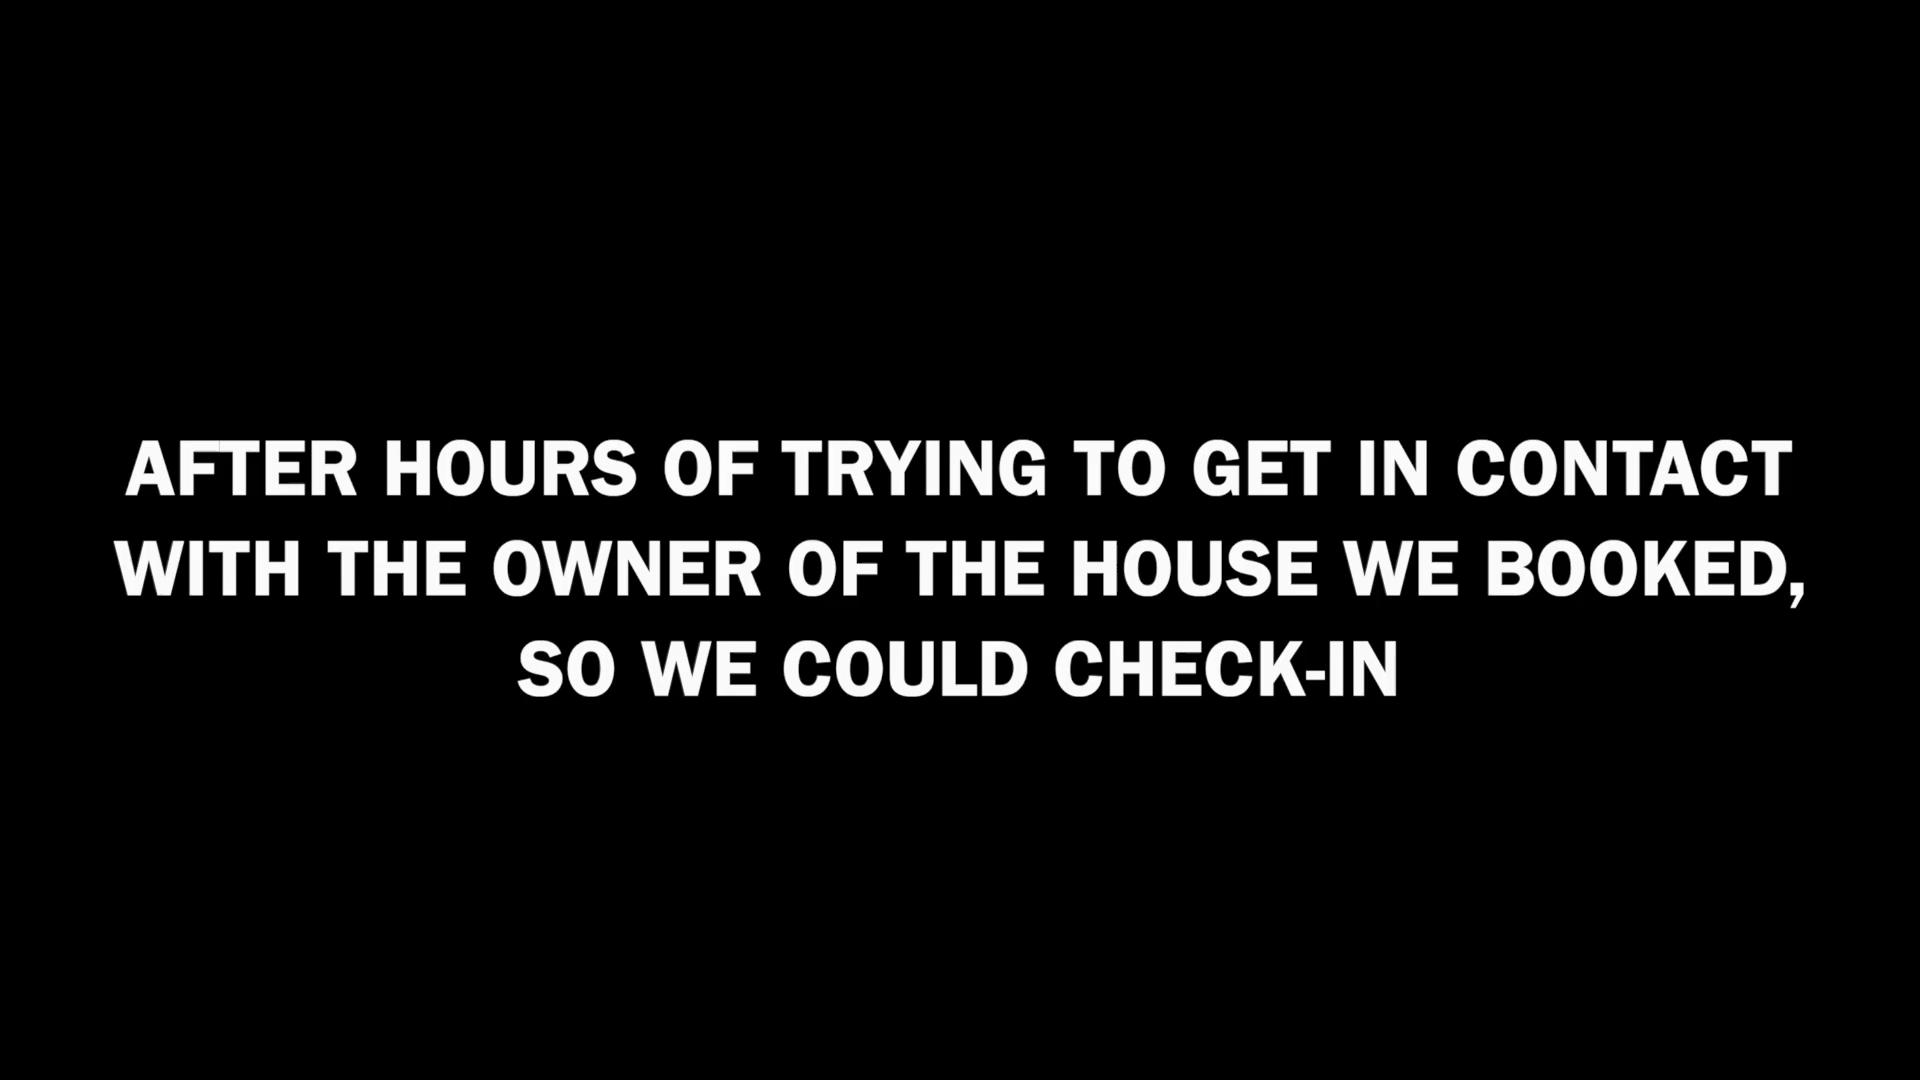 AFTER HOURS OF TRYING TO GET IN CONTACT
WITH THE OWNER OF THE HOUSE WE BOOKED,
SO WE COULD CHECK-IN